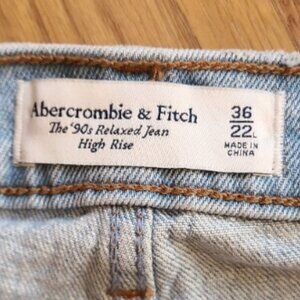 Abercrombie & Fitch
The '90s Relaxed Jean
High Rise
36
22L
MADE IN
CHINA